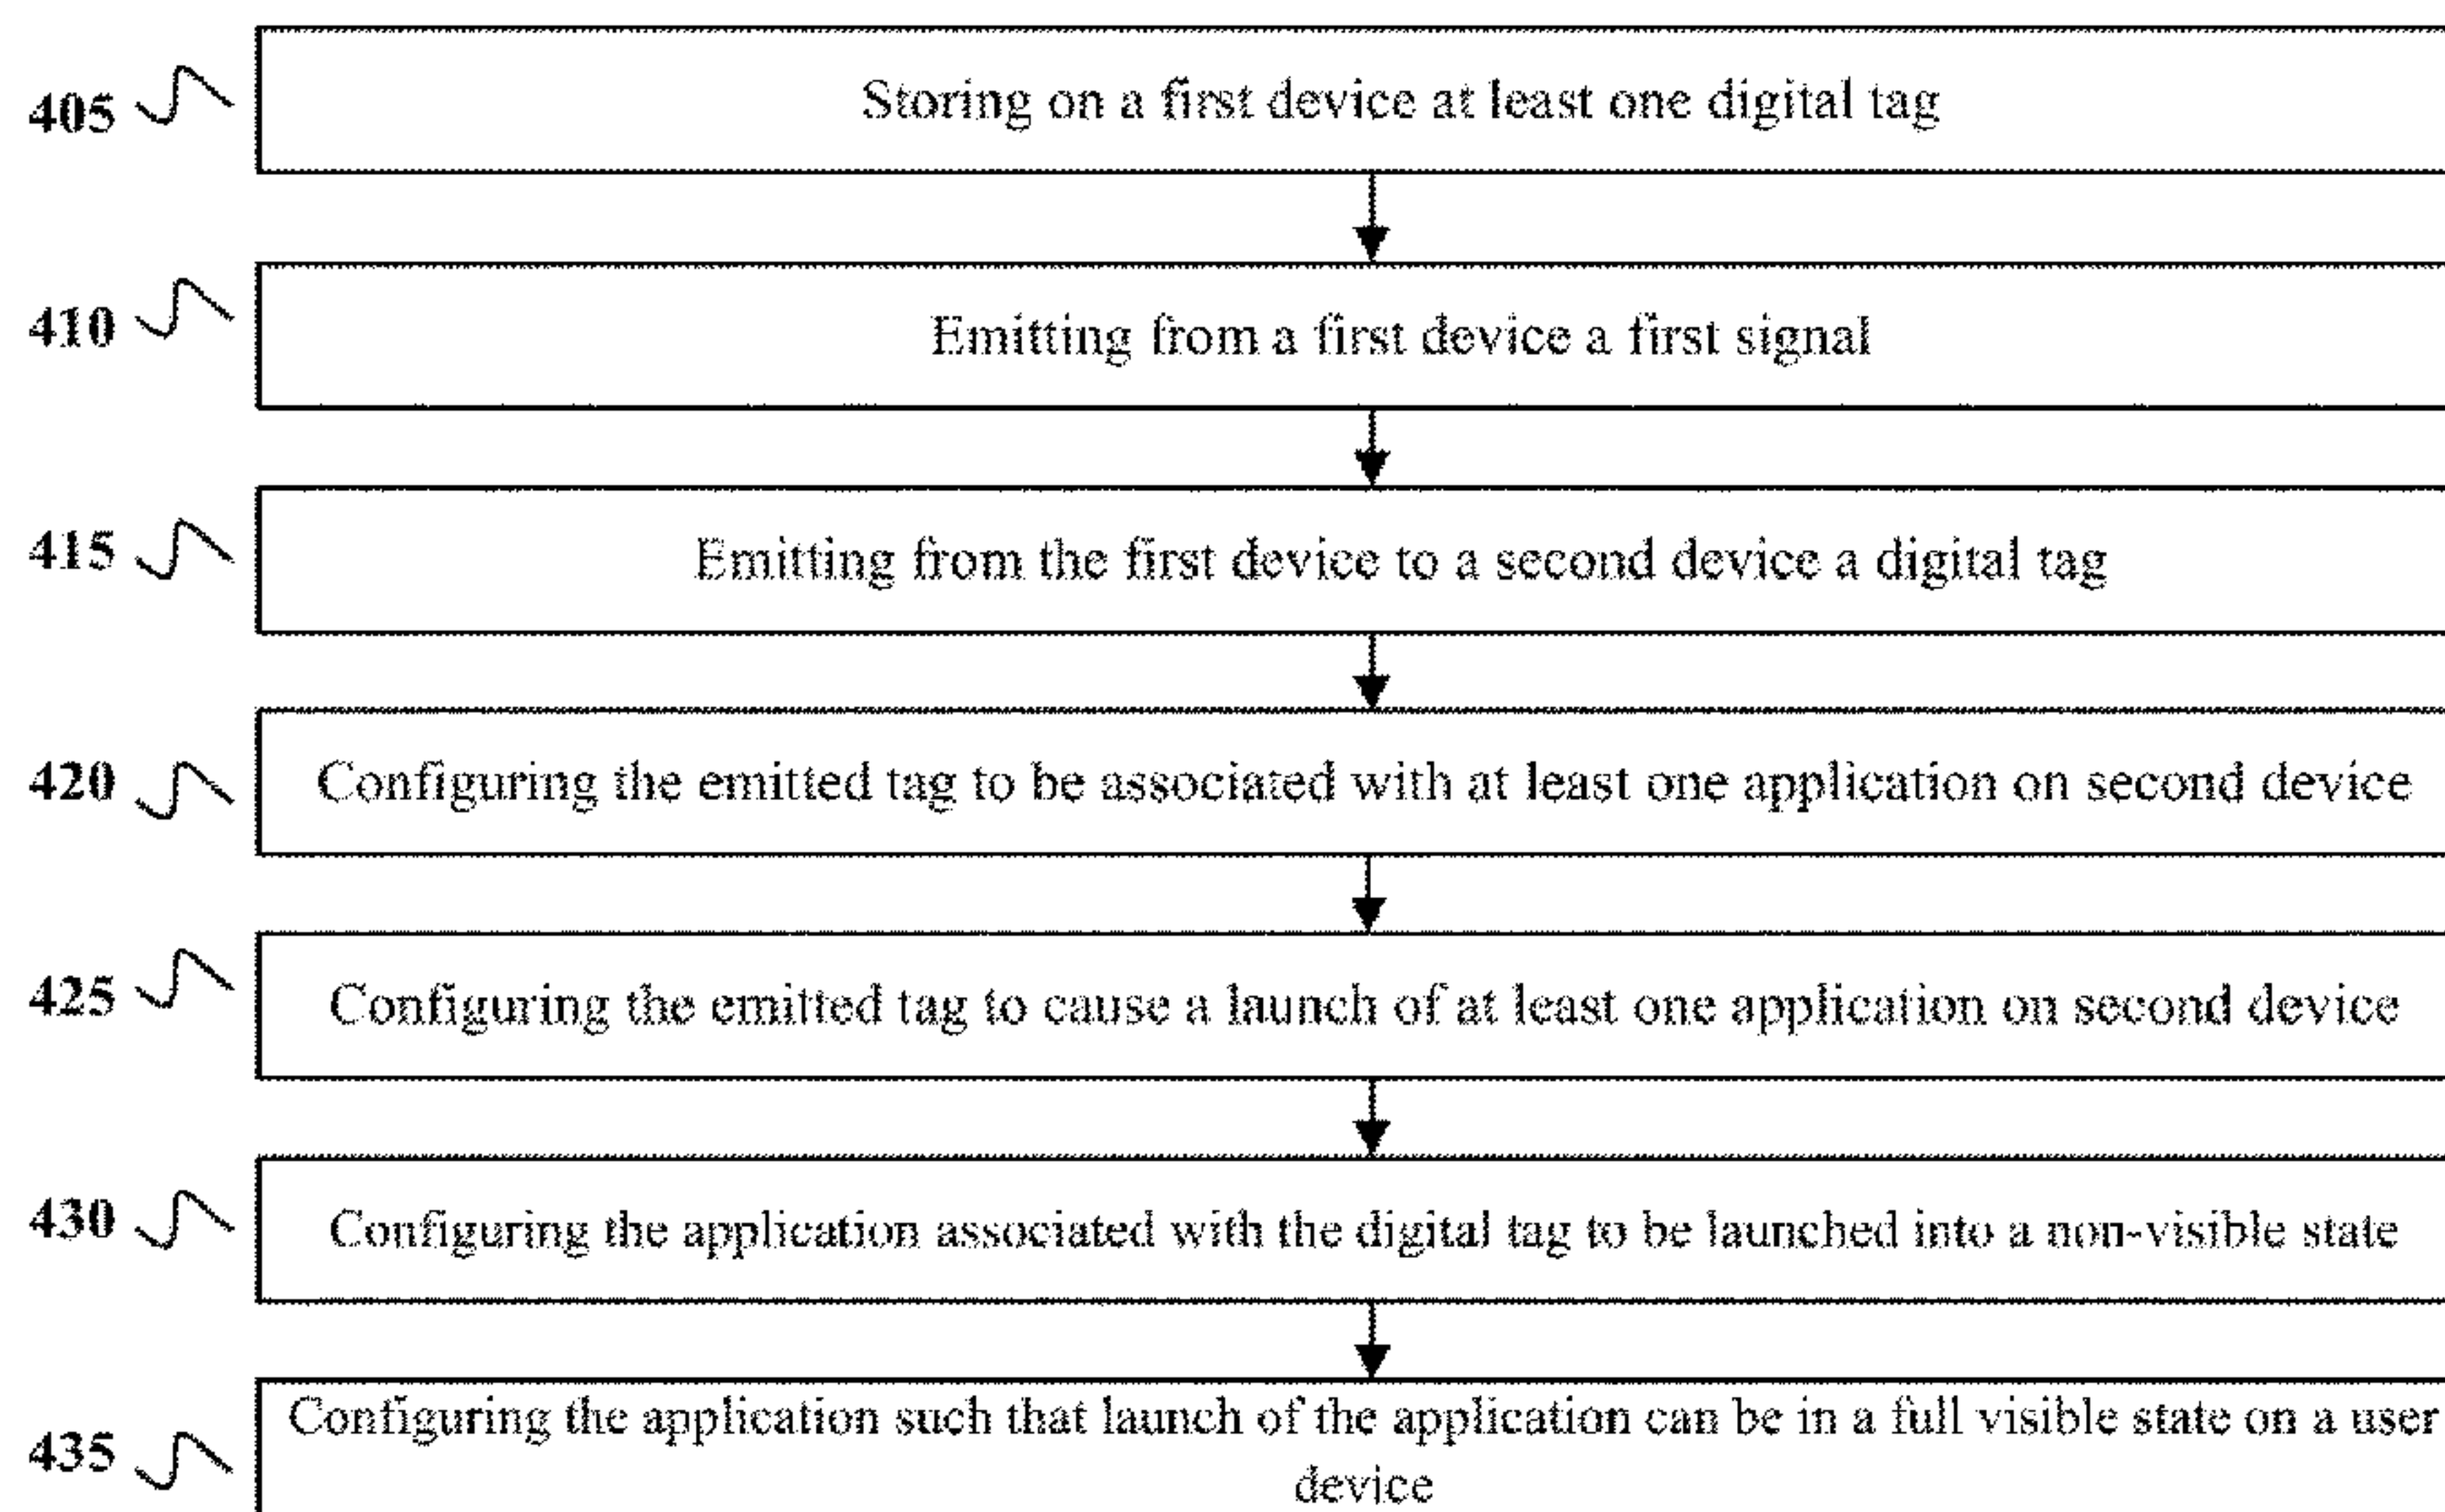 405 Storing on a first device at least one digital tag
410 Emitting from a first device a first signal
415 Emitting from the first device to a second device a digital tag
420 Configuring the emitted tag to be associated with at least one application on second device
425 Configuring the emitted tag to cause a launch of at least one application on second device
430 Configuring the application associated with the digital tag to be launched into a non-visible state
435 Configuring the application such that launch of the application can be in a full visible state on a user
device